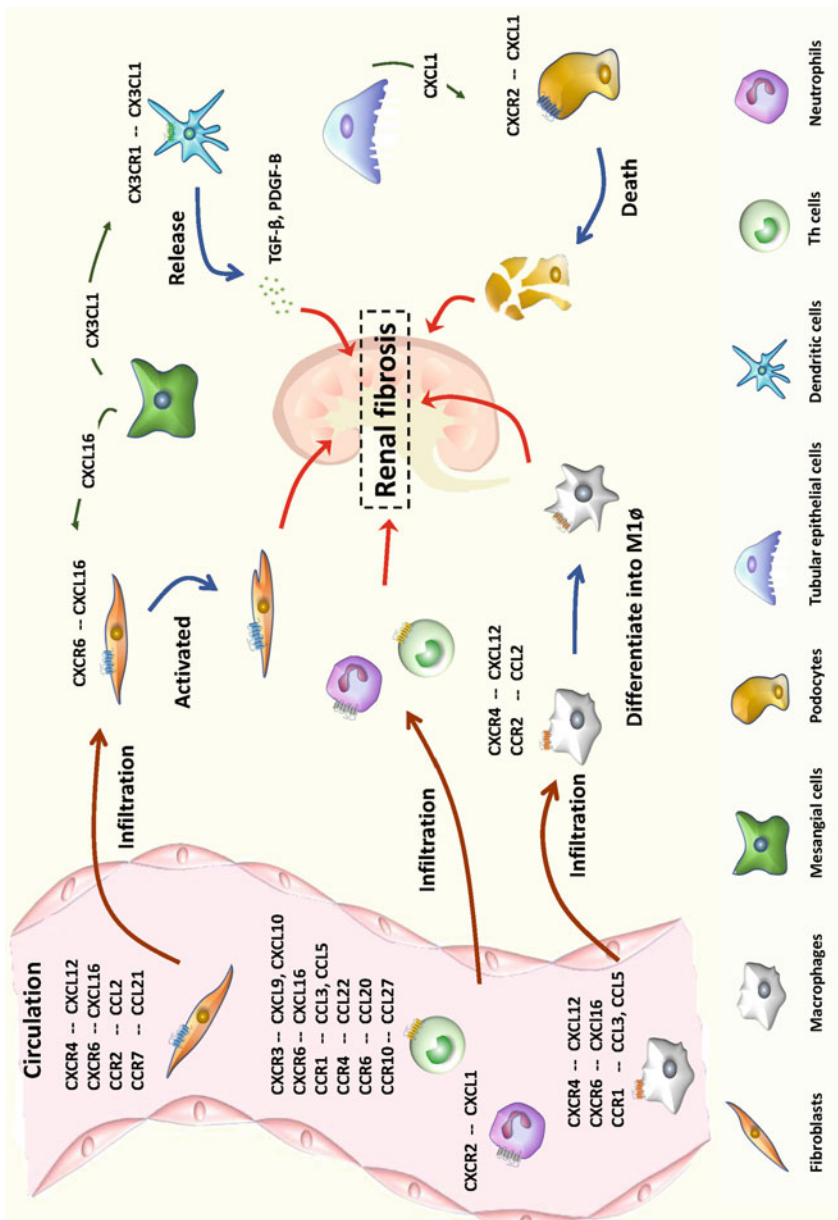 Circulation
CXCR4 -- CXCL12
CXCR6 -- CXCL16
CCR2 -- CCL2
CCR7 -- CCL21
CXCR3 -- CXCL9, CXCL10
CXCR6 -- CXCL16
CCR1 -- CCL3, CCL5
CCR4 -- CCL22
CCR6 -- CCL20
CCR10 -- CCL27
CXCR2 -- CXCL1
CXCR4 -- CXCL12
CXCR6 -- CXCl16
CCR1 -- CCL3, CCL5
Infiltration
Infiltration
Infiltration
CXCR6 -- CXCL16
Activated
CXCR4 -- CXCL12
CCR2 -- CCL2
Differentiate into M1ø
CXCL16
CX3CL1
CX3CR1 -- CX3CL1
Release
TGF-β, PDGF-B
Renal fibrosis
CXCL1
CXCR2 -- CXCL1
Death
Fibroblasts
Macrophages
Mesangial cells
Podocytes
Tubular epithelial cells
Dendritic cells
Th cells
Neutrophils